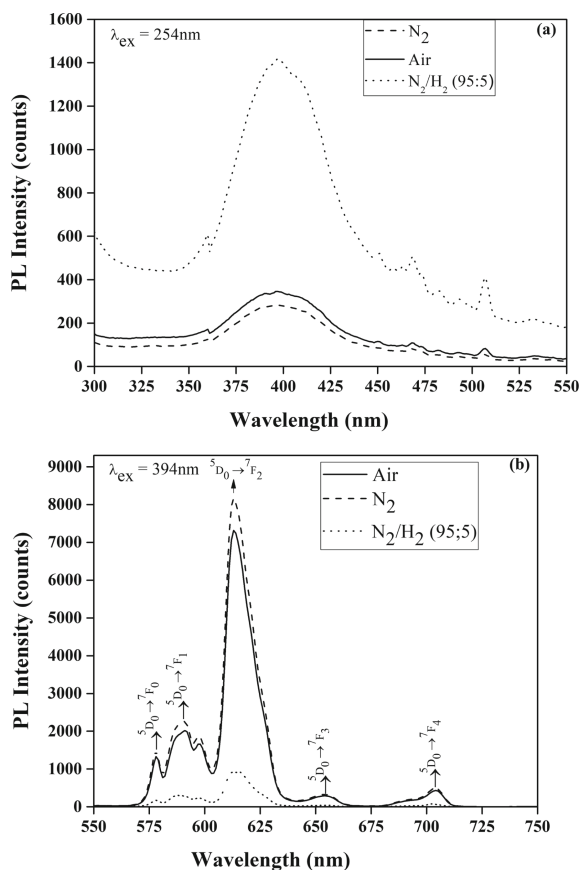 (a)
λex = 254nm
N2
Air
N2/H2 (95:5)
PL Intensity (counts)
1600
1400
1200
1000
800
600
400
200
0
300 325 350 375 400 425 450 475 500 525 550
Wavelength (nm)
(b)
λex = 394nm
5D0→7F2
Air
N2
N2/H2 (95;5)
PL Intensity (counts)
9000
8000
7000
6000
5000
4000
3000
2000
1000
0
5D0→7F0
5D0→7F1
5D0→7F3
5D0→7F4
550 575 600 625 650 675 700 725 750
Wavelength (nm)